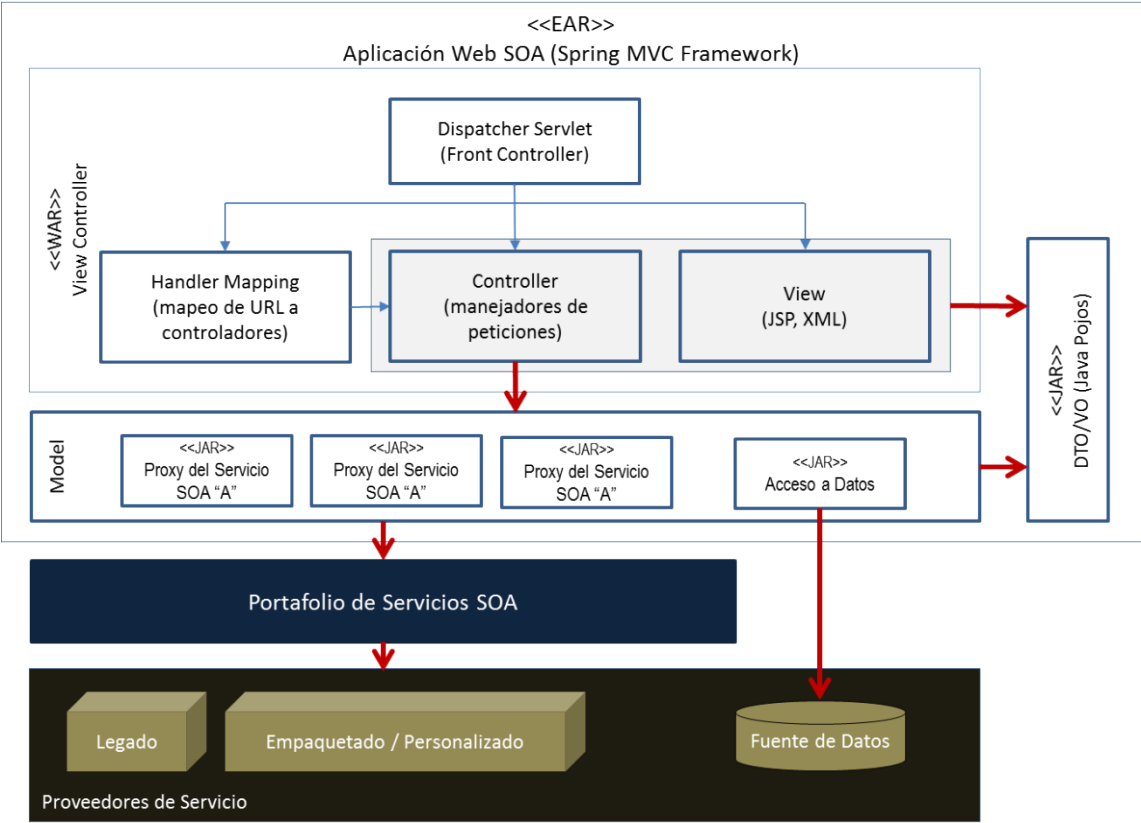 <<EAR>>
Aplicación Web SOA (Spring MVC Framework)
<<WAR>>
View Controller
Dispatcher Servlet
(Front Controller)
Handler Mapping
(mapeo de URL a
controladores)
Controller
(manejadores de
peticiones)
View
(JSP, XML)
<<JAR>>
DTO/VO (Java Pojos)
Model
<<JAR>>
Proxy del Servicio
SOA “A”
<<JAR>>
Proxy del Servicio
SOA “A”
<<JAR>>
Proxy del Servicio
SOA “A”
<<JAR>>
Acceso a Datos
Portafolio de Servicios SOA
Legado
Empaquetado / Personalizado
Fuente de Datos
Proveedores de Servicio